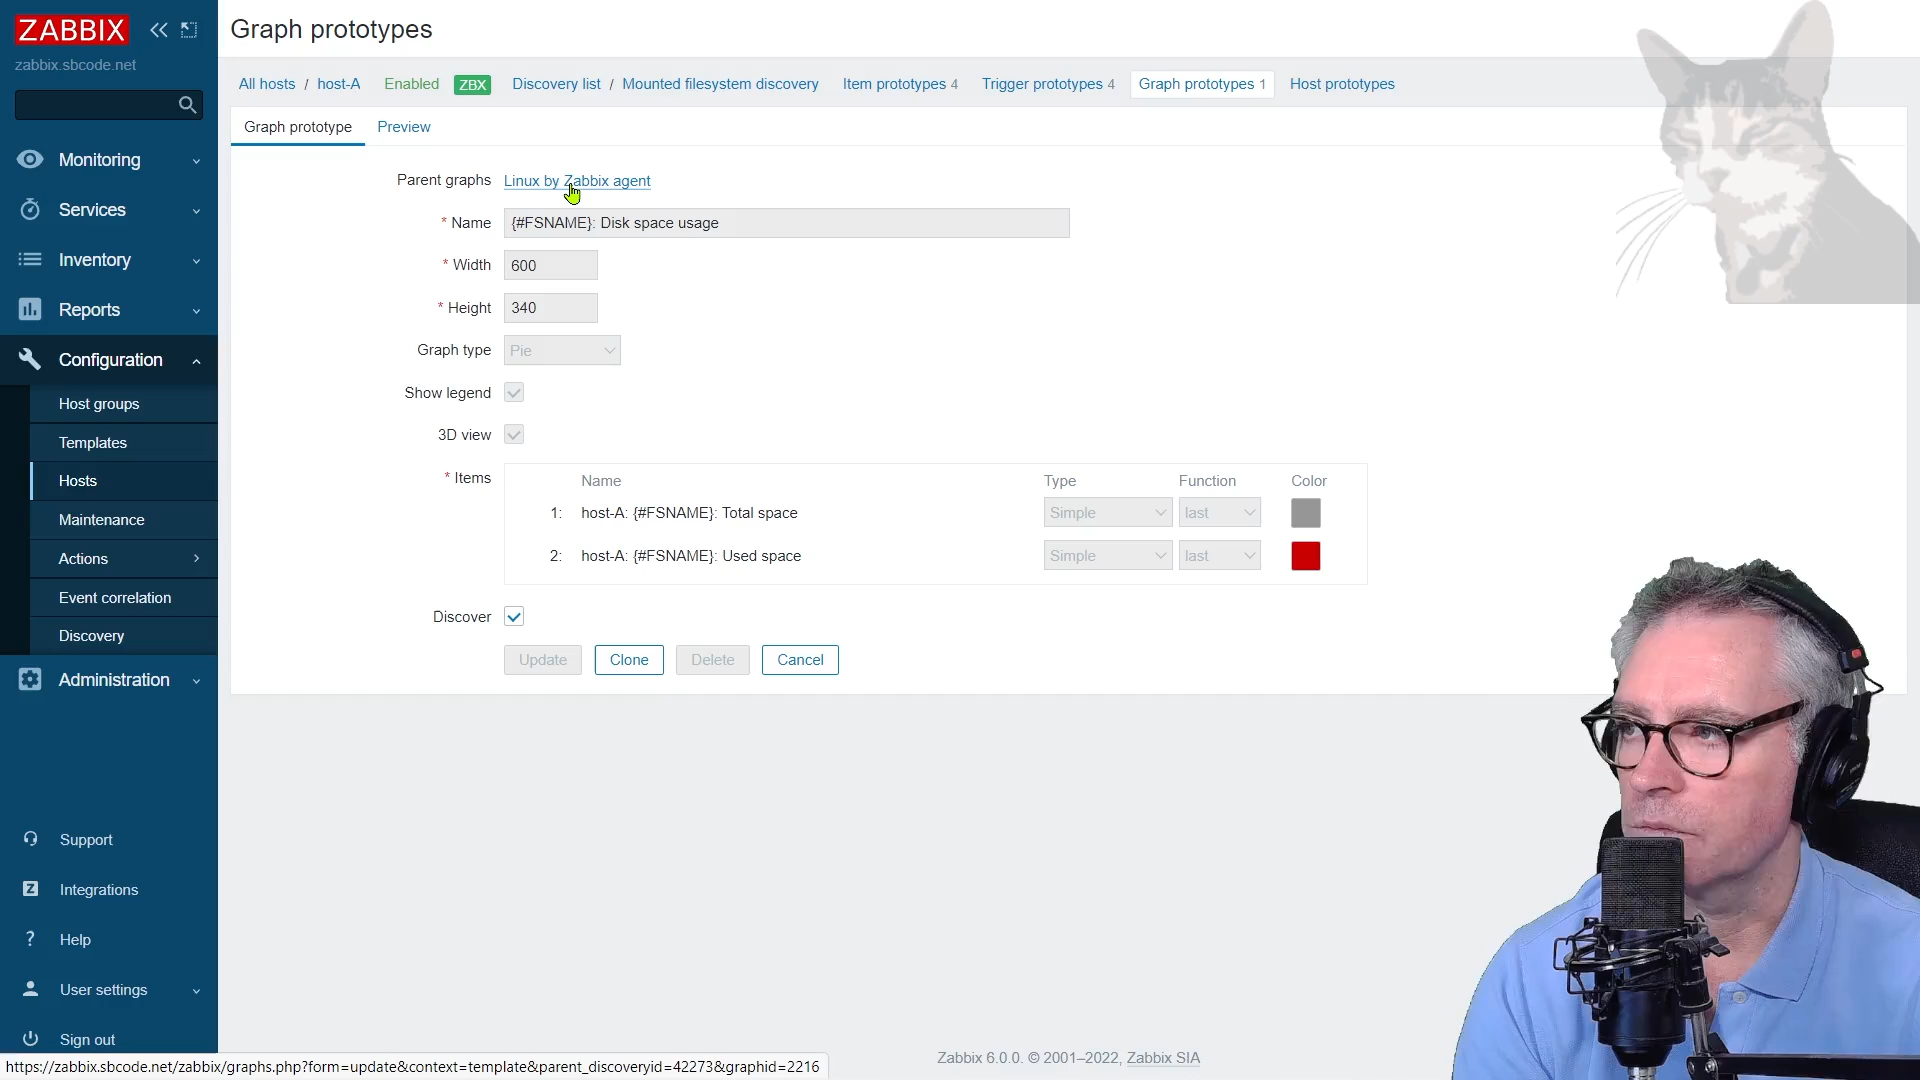 ZABBIX
zabbix.sbcode.net
Monitoring
Services
Inventory
Reports
Configuration
Host groups
Templates
Hosts
Maintenance
Actions
Event correlation
Discovery
Administration
Support
Integrations
Help
User settings
Sign out
Graph prototypes
All hosts / host-A Enabled ZBX Discovery list / Mounted filesystem discovery Item prototypes 4 Trigger prototypes 4 Graph prototypes 1 Host prototypes
Graph prototype Preview
Parent graphs Linux by Zabbix agent
* Name {#FSNAME}: Disk space usage
* Width 600
* Height 340
Graph type Pie
Show legend
3D view
* Items Name Type Function Color
1: host-A: {#FSNAME}: Total space Simple last
2: host-A: {#FSNAME}: Used space Simple last
Discover
Update Clone Delete Cancel
Zabbix 6.0.0. © 2001–2022, Zabbix SIA
https://zabbix.sbcode.net/zabbix/graphs.php?form=update&context=template&parent_discoveryid=42273&graphid=2216